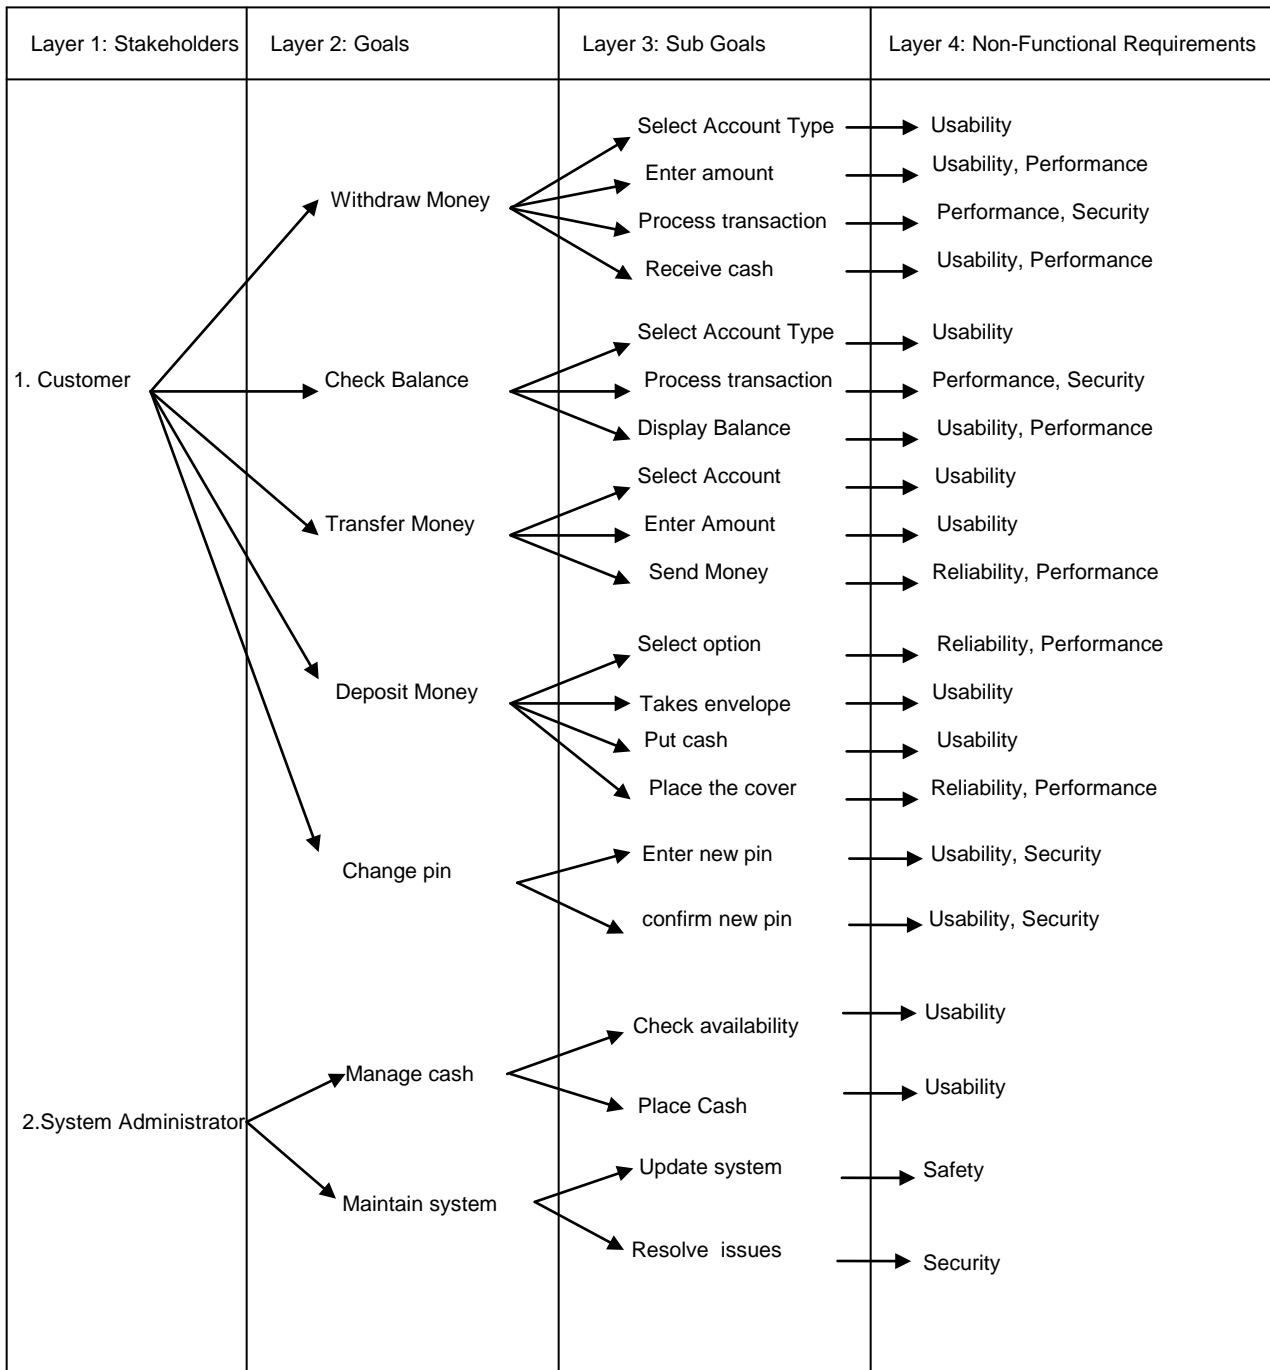 Layer 1: Stakeholders Layer 2: Goals Layer 3: Sub Goals Layer 4: Non-Functional Requirements
Select Account Type Usability
Enter amount Usability, Performance
Withdraw Money
Process transaction Performance, Security
Receive cash Usability, Performance
Select Account Type Usability
1. Customer Check Balance Process transaction Performance, Security
Display Balance Usability, Performance
Select Account Usability
Transfer Money Enter Amount Usability
Send Money Reliability, Performance
Select option Reliability, Performance
Deposit Money Takes envelope Usability
Put cash Usability
Place the cover Reliability, Performance
Enter new pin Usability, Security
Change pin
confirm new pin Usability, Security
Check availability Usability
Manage cash
Place Cash Usability
2.System Administrator
Update system Safety
Maintain system
Resolve issues Security